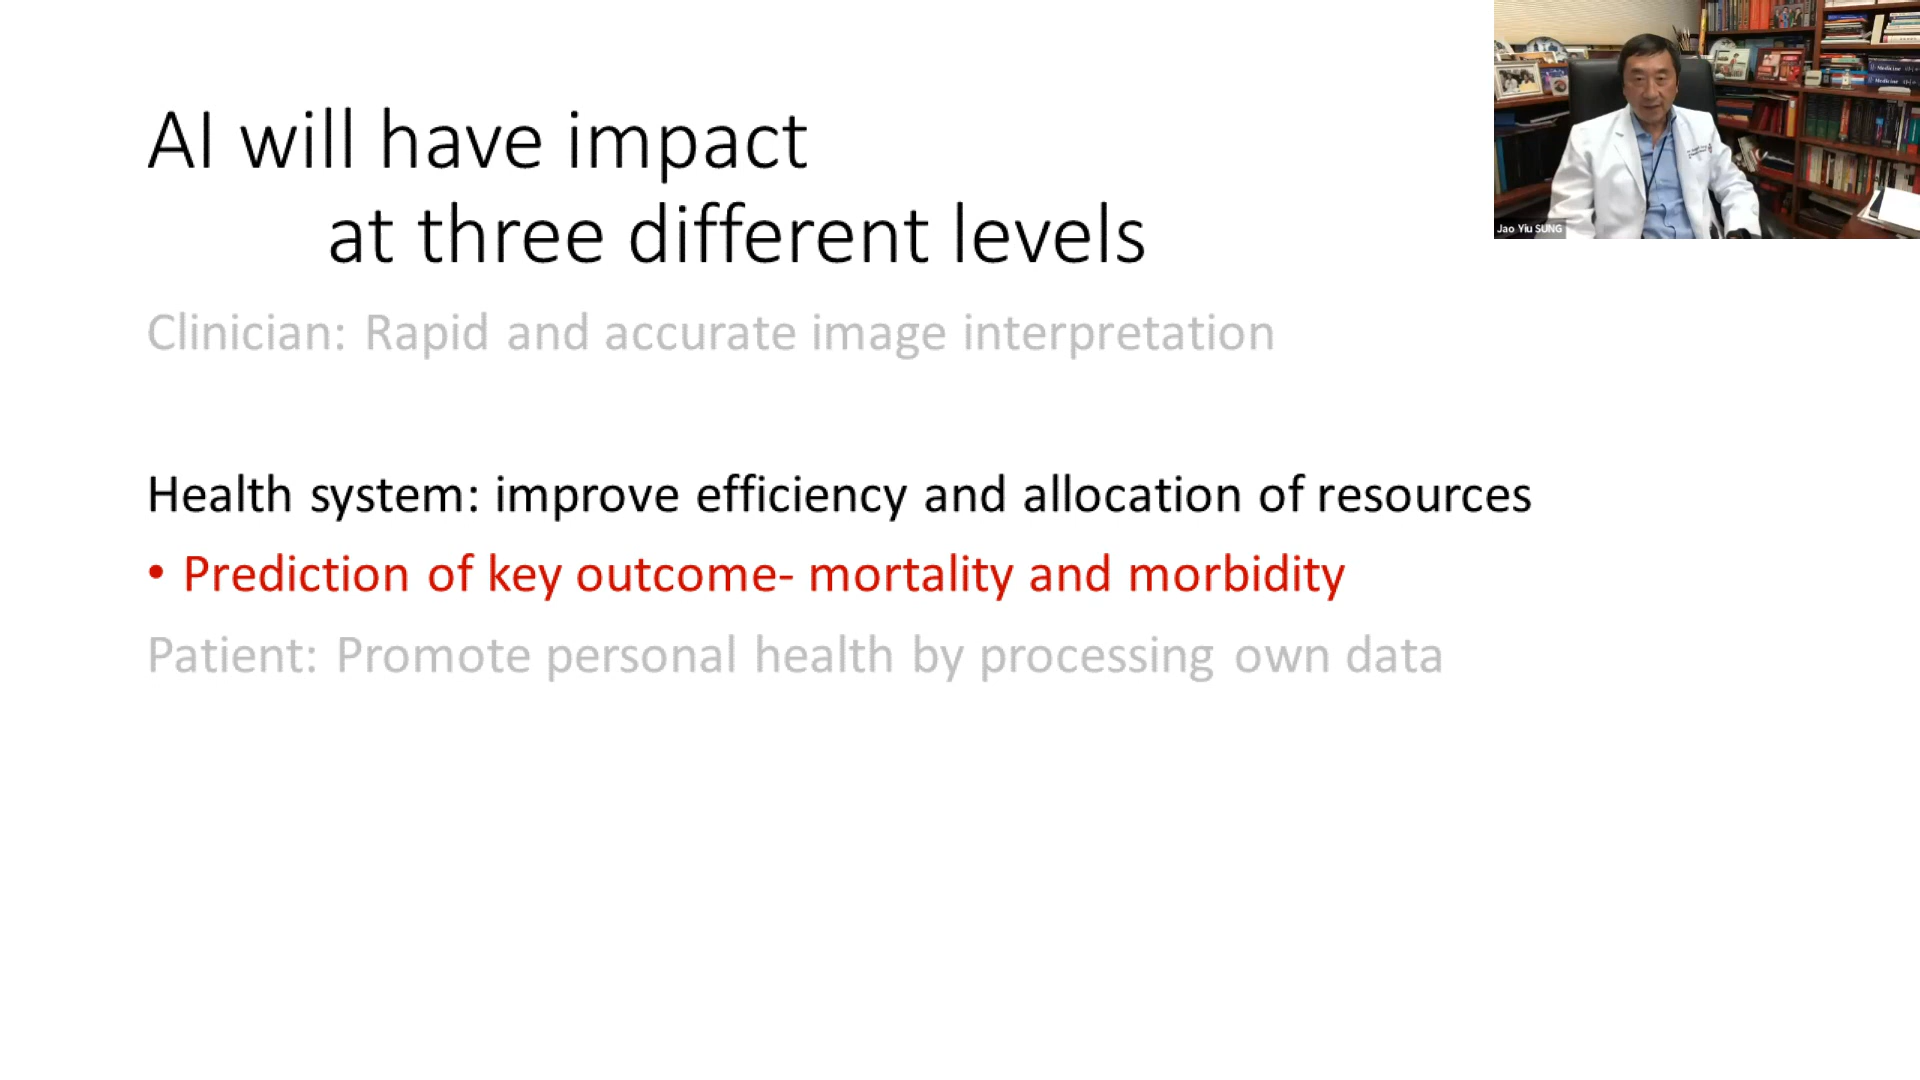 AI will have impact
at three different levels
Clinician: Rapid and accurate image interpretation
Health system: improve efficiency and allocation of resources
• Prediction of key outcome- mortality and morbidity
Patient: Promote personal health by processing own data
Jao Yiu SUNG